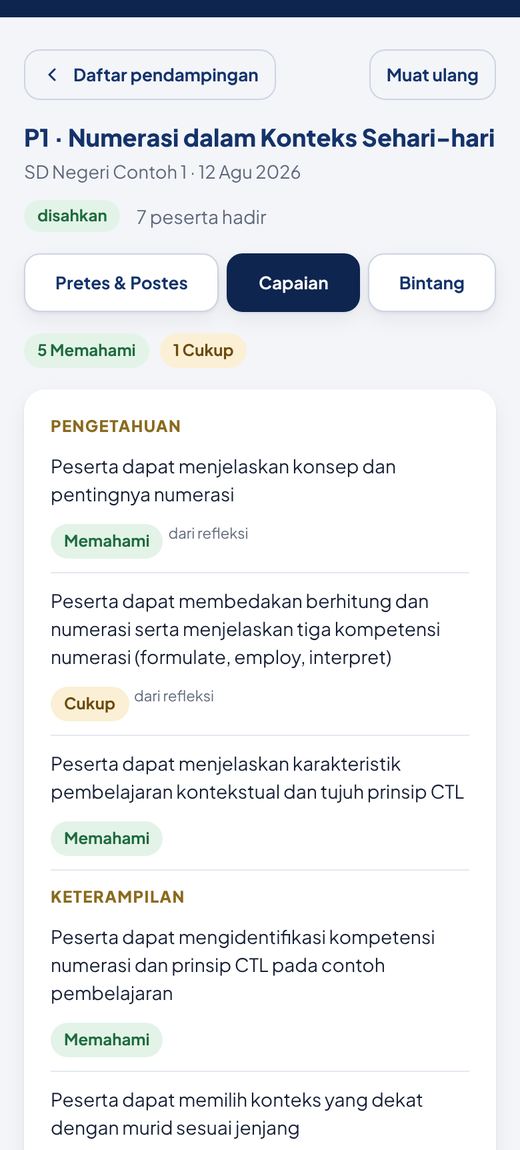 Daftar pendampingan
Muat ulang
P1 · Numerasi dalam Konteks Sehari-hari
SD Negeri Contoh 1 · 12 Agu 2026
disahkan
7 peserta hadir
Pretes & Postes
Capaian
Bintang
5 Memahami
1 Cukup
PENGETAHUAN
Peserta dapat menjelaskan konsep dan
pentingnya numerasi
Memahami dari refleksi
Peserta dapat membedakan berhitung dan
numerasi serta menjelaskan tiga kompetensi
numerasi (formulate, employ, interpret)
Cukup dari refleksi
Peserta dapat menjelaskan karakteristik
pembelajaran kontekstual dan tujuh prinsip CTL
Memahami
KETERAMPILAN
Peserta dapat mengidentifikasi kompetensi
numerasi dan prinsip CTL pada contoh
pembelajaran
Memahami
Peserta dapat memilih konteks yang dekat
dengan murid sesuai jenjang